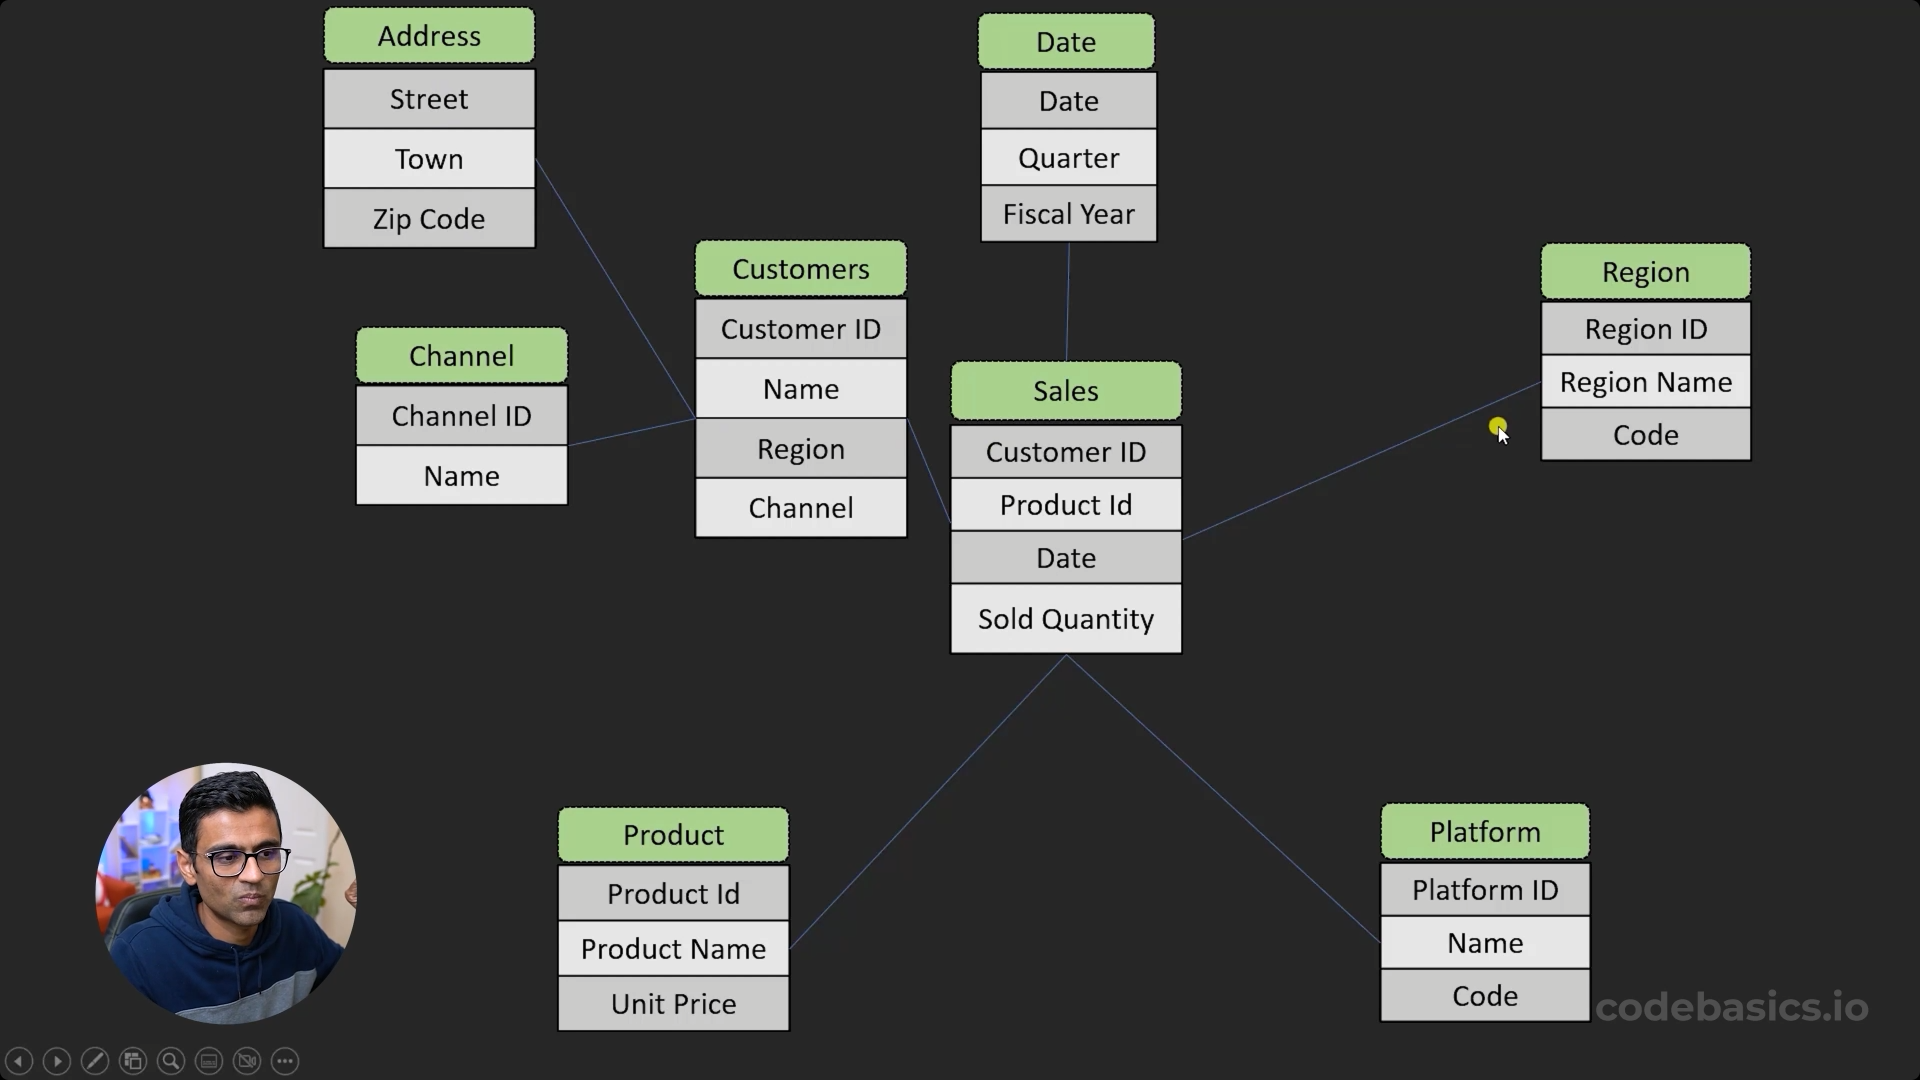 Address
Street
Town
Zip Code
Date
Date
Quarter
Fiscal Year
Customers
Customer ID
Name
Region
Channel
Channel
Channel ID
Name
Sales
Customer ID
Product Id
Date
Sold Quantity
Region
Region ID
Region Name
Code
Product
Product Id
Product Name
Unit Price
Platform
Platform ID
Name
Code
codebasics.io